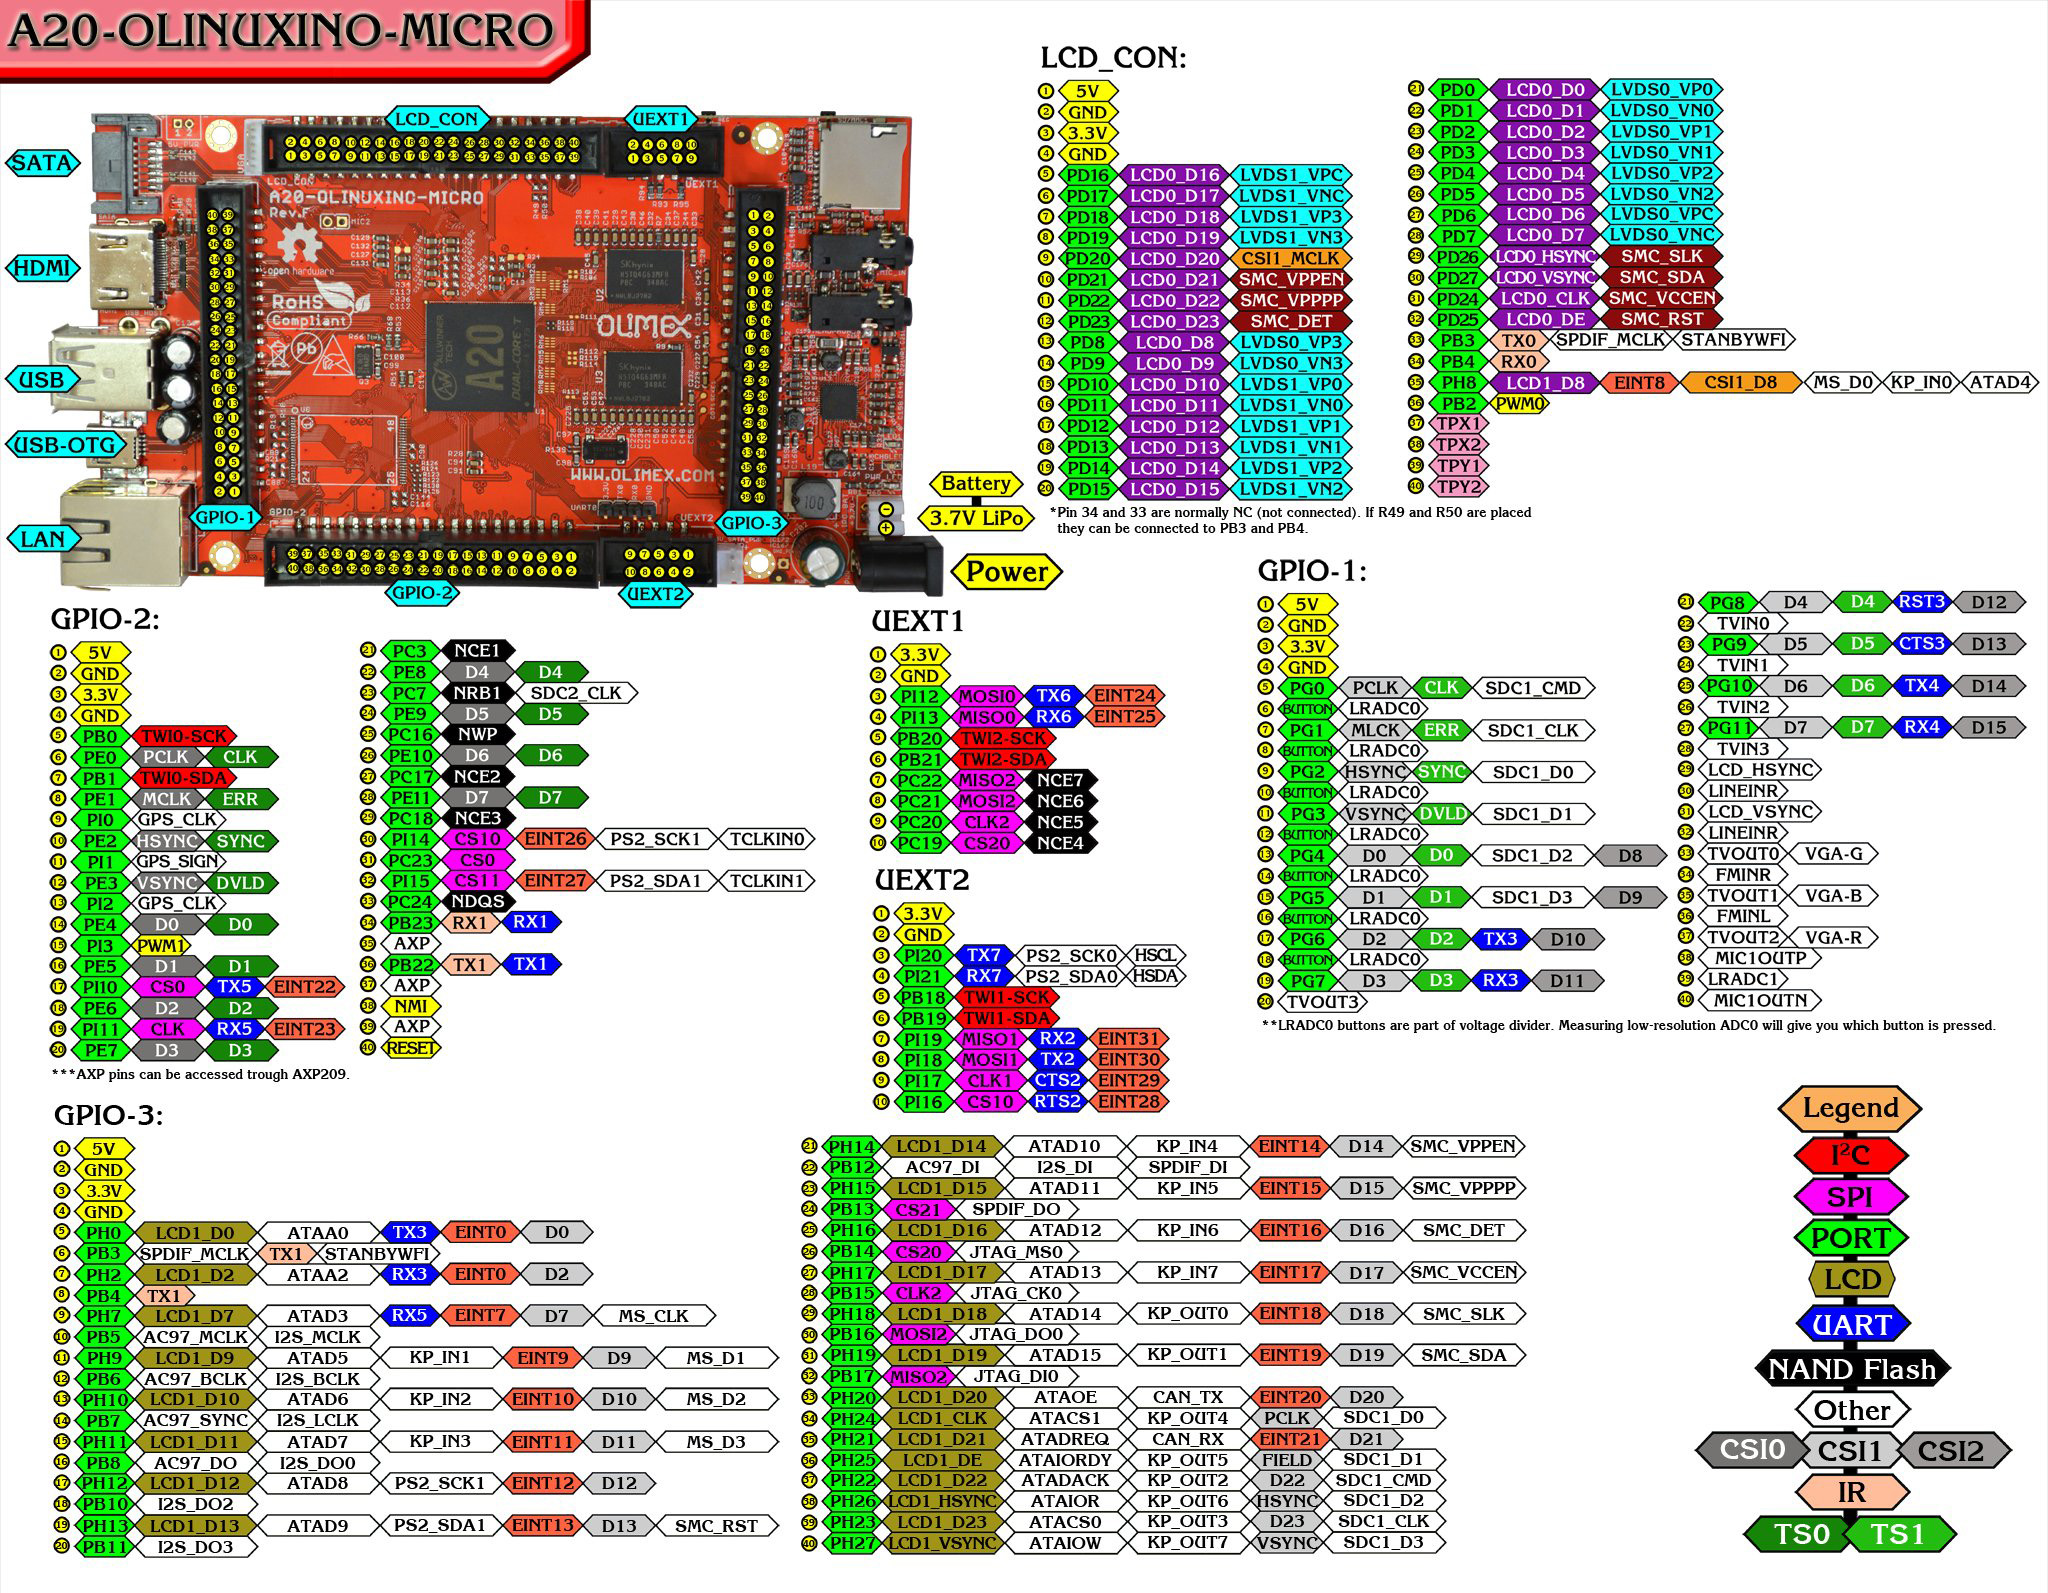 A20-OLINUXINO-MICRO
SATA
HDMI
USB
USB-OTG
LAN
LCD_CON
UEXT1
GPIO-1
GPIO-2
UEXT2
GPIO-3
Battery
3.7V LiPo
Power
A20-OLINUXINO-MICRO
Rev.F
open hardware
RoHS
Compliant
A20
OLIMEX
WWW.OLIMEX.COM
LCD_CON:
1 5V
2 GND
3 3.3V
4 GND
5 PD16 LCD0_D16 LVDS1_VPC
6 PD17 LCD0_D17 LVDS1_VNC
7 PD18 LCD0_D18 LVDS1_VP3
8 PD19 LCD0_D19 LVDS1_VN3
9 PD20 LCD0_D20 CSI1_MCLK
10 PD21 LCD0_D21 SMC_VPPEN
11 PD22 LCD0_D22 SMC_VPPPP
12 PD23 LCD0_D23 SMC_DET
13 PD8 LCD0_D8 LVDS0_VP3
14 PD9 LCD0_D9 LVDS0_VN3
15 PD10 LCD0_D10 LVDS1_VP0
16 PD11 LCD0_D11 LVDS1_VN0
17 PD12 LCD0_D12 LVDS1_VP1
18 PD13 LCD0_D13 LVDS1_VN1
19 PD14 LCD0_D14 LVDS1_VP2
20 PD15 LCD0_D15 LVDS1_VN2
21 PD0 LCD0_D0 LVDS0_VP0
22 PD1 LCD0_D1 LVDS0_VN0
23 PD2 LCD0_D2 LVDS0_VP1
24 PD3 LCD0_D3 LVDS0_VN1
25 PD4 LCD0_D4 LVDS0_VP2
26 PD5 LCD0_D5 LVDS0_VN2
27 PD6 LCD0_D6 LVDS0_VPC
28 PD7 LCD0_D7 LVDS0_VNC
29 PD26 LCD0_HSYNC SMC_SLK
30 PD27 LCD0_VSYNC SMC_SDA
31 PD24 LCD0_CLK SMC_VCCEN
32 PD25 LCD0_DE SMC_RST
33 PB3 TX0 SPDIF_MCLK STANBYWFI
34 PB4 RX0
35 PH8 LCD1_D8 EINT8 CSI1_D8 MS_D0 KP_IN0 ATAD4
36 PB2 PWM0
37 TPX1
38 TPX2
39 TPY1
40 TPY2
*Pin 34 and 33 are normally NC (not connected). If R49 and R50 are placed
they can be connected to PB3 and PB4.
GPIO-2:
1 5V
2 GND
3 3.3V
4 GND
5 PB0 TWI0-SCK
6 PE0 PCLK CLK
7 PB1 TWI0-SDA
8 PE1 MCLK ERR
9 PI0 GPS_CLK
10 PE2 HSYNC SYNC
11 PI1 GPS_SIGN
12 PE3 VSYNC DVLD
13 PI2 GPS_CLK
14 PE4 D0 D0
15 PI3 PWM1
16 PE5 D1 D1
17 PI10 CS0 TX5 EINT22
18 PE6 D2 D2
19 PI11 CLK RX5 EINT23
20 PE7 D3 D3
21 PC3 NCE1
22 PE8 D4 D4
23 PC7 NRB1 SDC2_CLK
24 PE9 D5 D5
25 PC16 NWP
26 PE10 D6 D6
27 PC17 NCE2
28 PE11 D7 D7
29 PC18 NCE3
30 PI14 CS10 EINT26 PS2_SCK1 TCLKIN0
31 PC23 CS0
32 PI15 CS11 EINT27 PS2_SDA1 TCLKIN1
33 PC24 NDQS
34 PB23 RX1 RX1
35 AXP
36 PB22 TX1 TX1
37 AXP
38 NMI
39 AXP
40 RESET
***AXP pins can be accessed trough AXP209.
UEXT1
1 3.3V
2 GND
3 PI12 MOSI0 TX6 EINT24
4 PI13 MISO0 RX6 EINT25
5 PB20 TWI2-SCK
6 PB21 TWI2-SDA
7 PC22 MISO2 NCE7
8 PC21 MOSI2 NCE6
9 PC20 CLK2 NCE5
10 PC19 CS20 NCE4
UEXT2
1 3.3V
2 GND
3 PI20 TX7 PS2_SCK0 HSCL
4 PI21 RX7 PS2_SDA0 HSDA
5 PB18 TWI1-SCK
6 PB19 TWI1-SDA
7 PI19 MISO1 RX2 EINT31
8 PI18 MOSI1 TX2 EINT30
9 PI17 CLK1 CTS2 EINT29
10 PI16 CS10 RTS2 EINT28
GPIO-1:
1 5V
2 GND
3 3.3V
4 GND
5 PG0 PCLK CLK SDC1_CMD
6 BUTTON LRADC0
7 PG1 MLCK ERR SDC1_CLK
8 BUTTON LRADC0
9 PG2 HSYNC SYNC SDC1_D0
10 BUTTON LRADC0
11 PG3 VSYNC DVLD SDC1_D1
12 BUTTON LRADC0
13 PG4 D0 D0 SDC1_D2 D8
14 BUTTON LRADC0
15 PG5 D1 D1 SDC1_D3 D9
16 BUTTON LRADC0
17 PG6 D2 D2 TX3 D10
18 BUTTON LRADC0
19 PG7 D3 D3 RX3 D11
20 TVOUT3
21 PG8 D4 D4 RST3 D12
22 TVIN0
23 PG9 D5 D5 CTS3 D13
24 TVIN1
25 PG10 D6 D6 TX4 D14
26 TVIN2
27 PG11 D7 D7 RX4 D15
28 TVIN3
29 LCD_HSYNC
30 LINEINR
31 LCD_VSYNC
32 LINEINR
33 TVOUT0 VGA-G
34 FMINR
35 TVOUT1 VGA-B
36 FMINL
37 TVOUT2 VGA-R
38 MIC1OUTP
39 LRADC1
40 MIC1OUTN
**LRADC0 buttons are part of voltage divider. Measuring low-resolution ADC0 will give you which button is pressed.
GPIO-3:
1 5V
2 GND
3 3.3V
4 GND
5 PH0 LCD1_D0 ATAA0 TX3 EINT0 D0
6 PB3 SPDIF_MCLK TX1 STANBYWFI
7 PH2 LCD1_D2 ATAA2 RX3 EINT0 D2
8 PB4 TX1
9 PH7 LCD1_D7 ATAD3 RX5 EINT7 D7 MS_CLK
10 PB5 AC97_MCLK I2S_MCLK
11 PH9 LCD1_D9 ATAD5 KP_IN1 EINT9 D9 MS_D1
12 PB6 AC97_BCLK I2S_BCLK
13 PH10 LCD1_D10 ATAD6 KP_IN2 EINT10 D10 MS_D2
14 PB7 AC97_SYNC I2S_LCLK
15 PH11 LCD1_D11 ATAD7 KP_IN3 EINT11 D11 MS_D3
16 PB8 AC97_DO I2S_DO0
17 PH12 LCD1_D12 ATAD8 PS2_SCK1 EINT12 D12
18 PB10 I2S_DO2
19 PH13 LCD1_D13 ATAD9 PS2_SDA1 EINT13 D13 SMC_RST
20 PB11 I2S_DO3
21 PH14 LCD1_D14 ATAD10 KP_IN4 EINT14 D14 SMC_VPPEN
22 PB12 AC97_DI I2S_DI SPDIF_DI
23 PH15 LCD1_D15 ATAD11 KP_IN5 EINT15 D15 SMC_VPPPP
24 PB13 CS21 SPDIF_DO
25 PH16 LCD1_D16 ATAD12 KP_IN6 EINT16 D16 SMC_DET
26 PB14 CS20 JTAG_MS0
27 PH17 LCD1_D17 ATAD13 KP_IN7 EINT17 D17 SMC_VCCEN
28 PB15 CLK2 JTAG_CK0
29 PH18 LCD1_D18 ATAD14 KP_OUT0 EINT18 D18 SMC_SLK
30 PB16 MOSI2 JTAG_DO0
31 PH19 LCD1_D19 ATAD15 KP_OUT1 EINT19 D19 SMC_SDA
32 PB17 MISO2 JTAG_DI0
33 PH20 LCD1_D20 ATAOE CAN_TX EINT20 D20
34 PH24 LCD1_CLK ATACS1 KP_OUT4 PCLK SDC1_D0
35 PH21 LCD1_D21 ATADREQ CAN_RX EINT21 D21
36 PH25 LCD1_DE ATAIORDY KP_OUT5 FIELD SDC1_D1
37 PH22 LCD1_D22 ATADACK KP_OUT2 D22 SDC1_CMD
38 PH26 LCD1_HSYNC ATAIOR KP_OUT6 HSYNC SDC1_D2
39 PH23 LCD1_D23 ATACS0 KP_OUT3 D23 SDC1_CLK
40 PH27 LCD1_VSYNC ATAIOW KP_OUT7 VSYNC SDC1_D3
Legend
I²C
SPI
PORT
LCD
UART
NAND Flash
Other
CSI0 CSI1 CSI2
IR
TS0 TS1